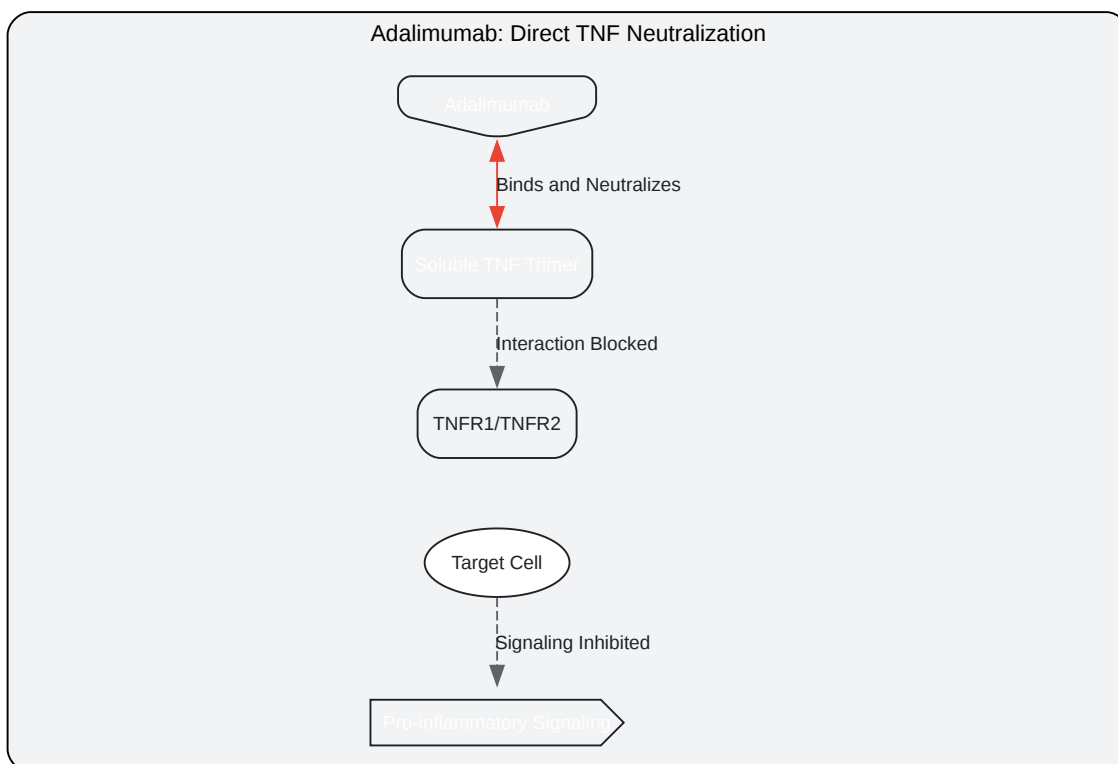 Adalimumab: Direct TNF Neutralization
Adalimumab
Binds and Neutralizes
Soluble TNF Trimer
Interaction Blocked
TNFR1/TNFR2
Target Cell
Signaling Inhibited
Pro-inflammatory Signaling